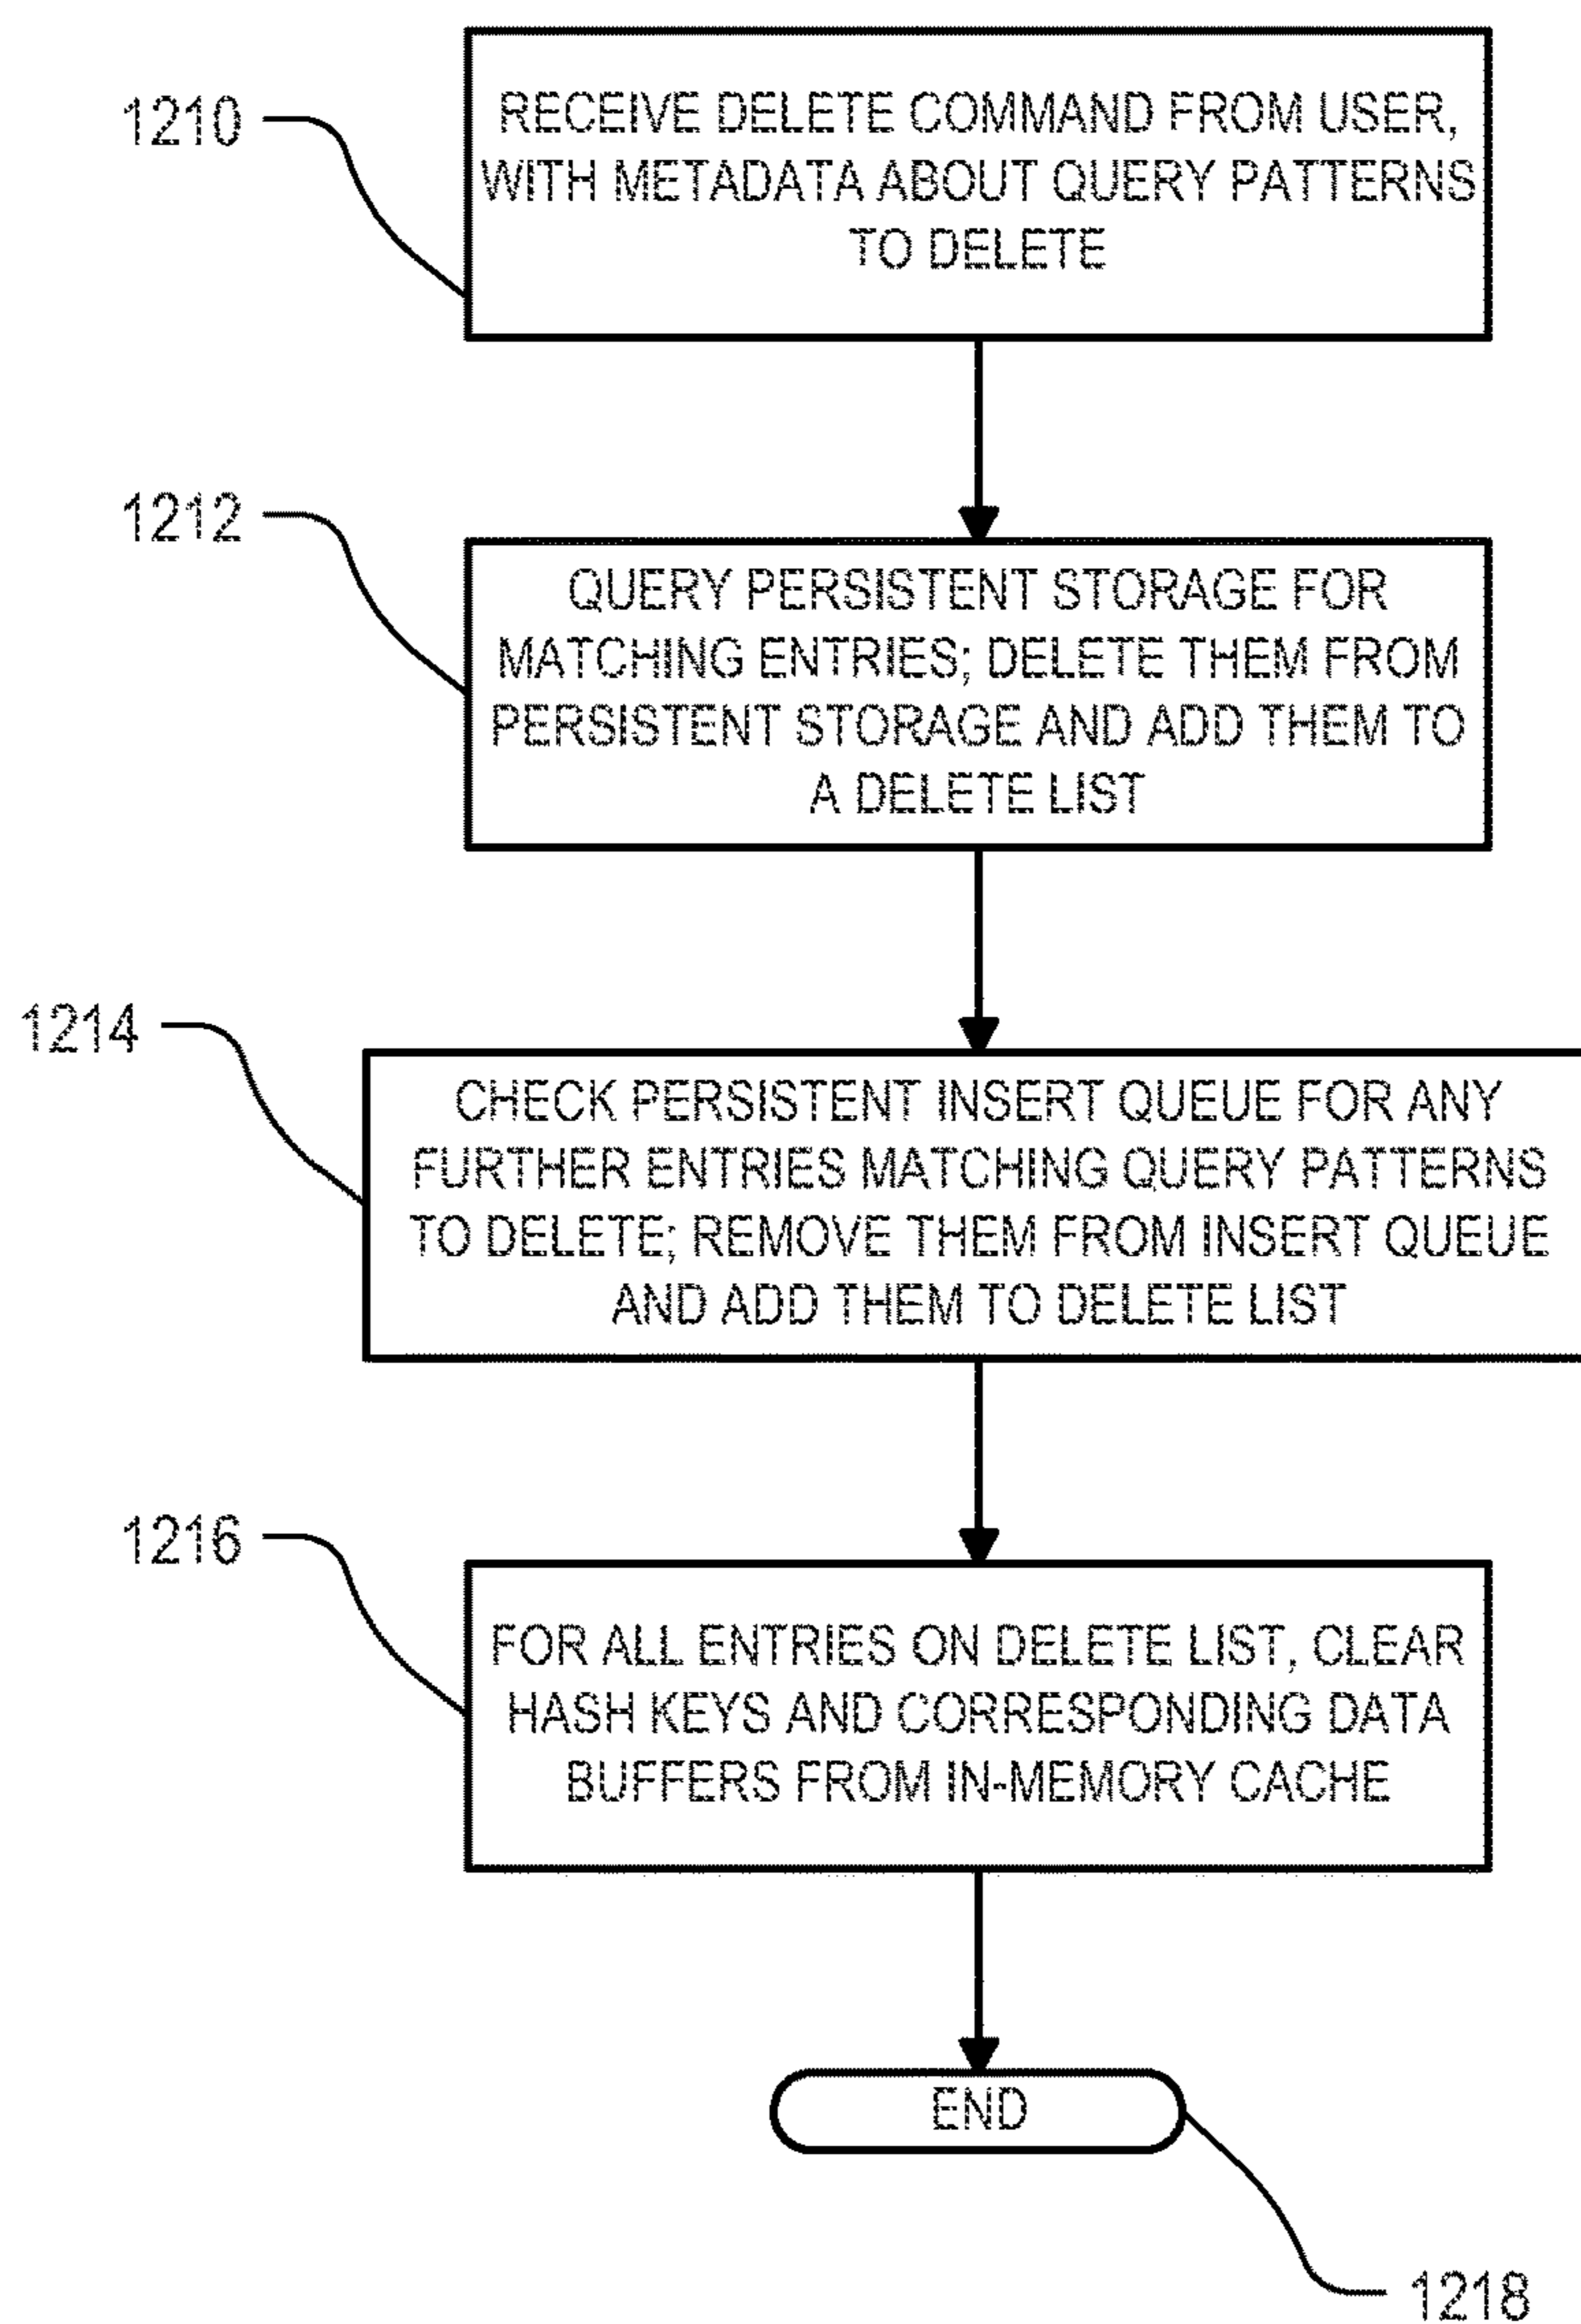 1210
RECEIVE DELETE COMMAND FROM USER,
WITH METADATA ABOUT QUERY PATTERNS
TO DELETE
1212
QUERY PERSISTENT STORAGE FOR
MATCHING ENTRIES; DELETE THEM FROM
PERSISTENT STORAGE AND ADD THEM TO
A DELETE LIST
1214
CHECK PERSISTENT INSERT QUEUE FOR ANY
FURTHER ENTRIES MATCHING QUERY PATTERNS
TO DELETE; REMOVE THEM FROM INSERT QUEUE
AND ADD THEM TO DELETE LIST
1216
FOR ALL ENTRIES ON DELETE LIST, CLEAR
HASH KEYS AND CORRESPONDING DATA
BUFFERS FROM IN-MEMORY CACHE
END
1218